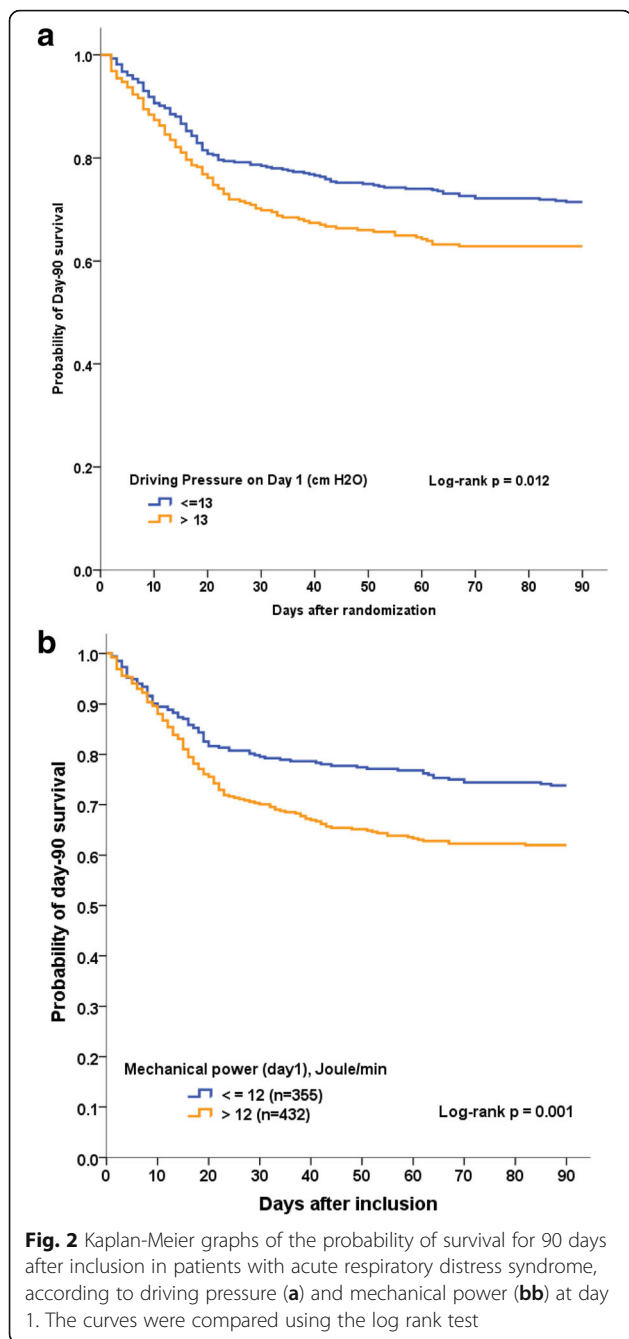 a
1.0
0.8
0.6
0.4
0.2
0.0
Probability of Day-90 survival
Driving Pressure on Day 1 (cm H2O)
<=13
> 13
Log-rank p = 0.012
0 10 20 30 40 50 60 70 80 90
Days after randomization
b
1.0
0.9
0.8
0.7
0.6
0.5
0.4
0.3
0.2
0.1
0.0
Probability of day-90 survival
Mechanical power (day1), Joule/min
< = 12 (n=355)
> 12 (n=432)
Log-rank p = 0.001
0 10 20 30 40 50 60 70 80 90
Days after inclusion
Fig. 2 Kaplan-Meier graphs of the probability of survival for 90 days
after inclusion in patients with acute respiratory distress syndrome,
according to driving pressure (a) and mechanical power (bb) at day
1. The curves were compared using the log rank test